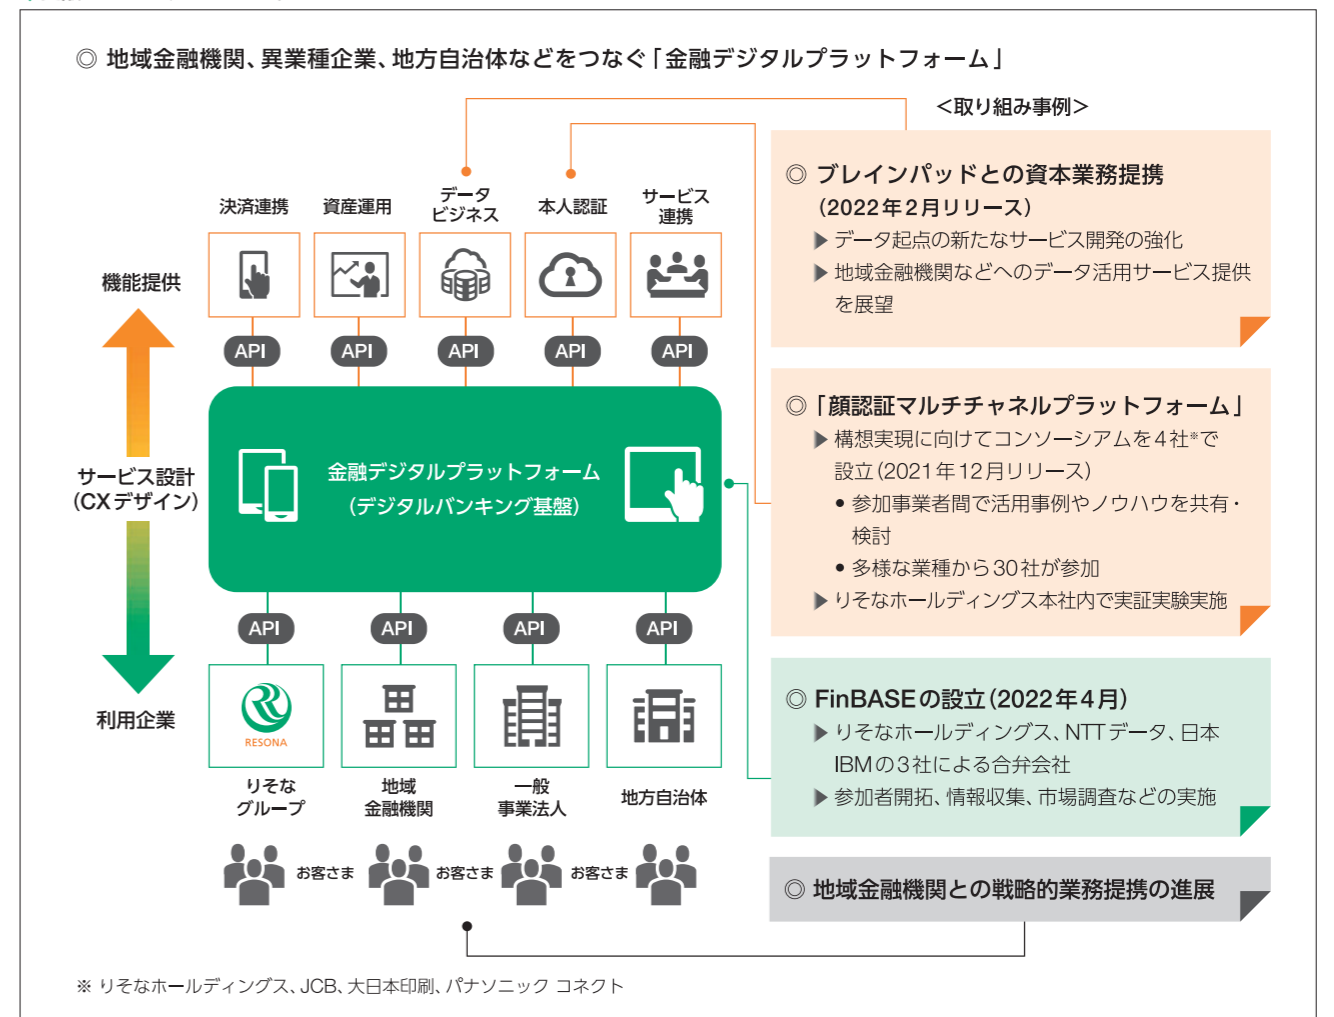 ◎ 地域金融機関、異業種企業、地方自治体などをつなぐ「金融デジタルプラットフォーム」
<取り組み事例>
決済連携
資産運用
データ
ビジネス
本人認証
サービス
連携
機能提供
API
API
API
API
API
サービス設計
(CXデザイン)
金融デジタルプラットフォーム
(デジタルバンキング基盤)
API
API
API
API
利用企業
RESONA
りそな
グループ
地域
金融機関
一般
事業法人
地方自治体
お客さま
お客さま
お客さま
◎ ブレインパッドとの資本業務提携
(2022年2月リリース)
▶データ起点の新たなサービス開発の強化
▶地域金融機関などへのデータ活用サービス提供
を展望
◎「顔認証マルチチャネルプラットフォーム」
▶構想実現に向けてコンソーシアムを4社※で
設立(2021年12月リリース)
● 参加事業者間で活用事例やノウハウを共有・
検討
● 多様な業種から30社が参加
▶りそなホールディングス本社内で実証実験実施
◎ FinBASEの設立(2022年4月)
▶りそなホールディングス、NTTデータ、日本
IBMの3社による合弁会社
▶参加者開拓、情報収集、市場調査などの実施
◎ 地域金融機関との戦略的業務提携の進展
※ りそなホールディングス、JCB、大日本印刷、パナソニック コネクト